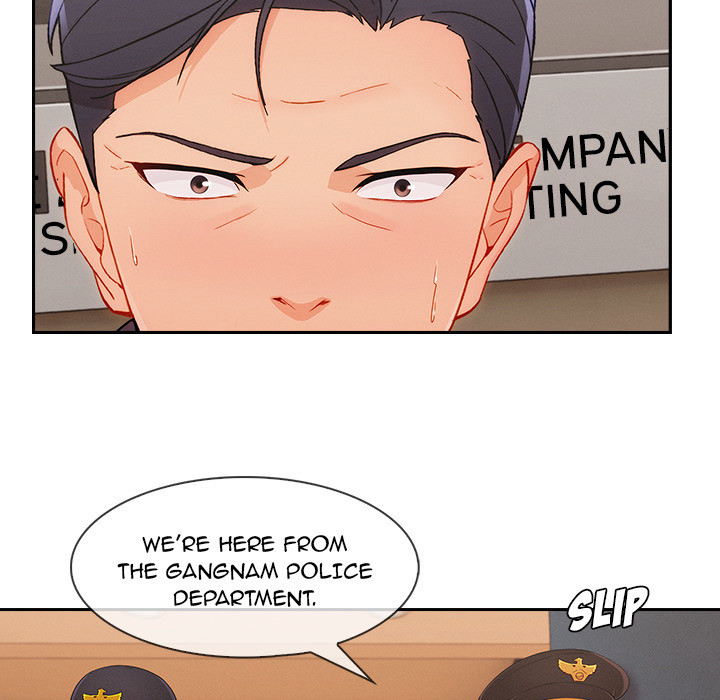 MPAN
TING
WE'RE HERE FROM
THE GANGNAM POLICE
DEPARTMENT.
SLIP